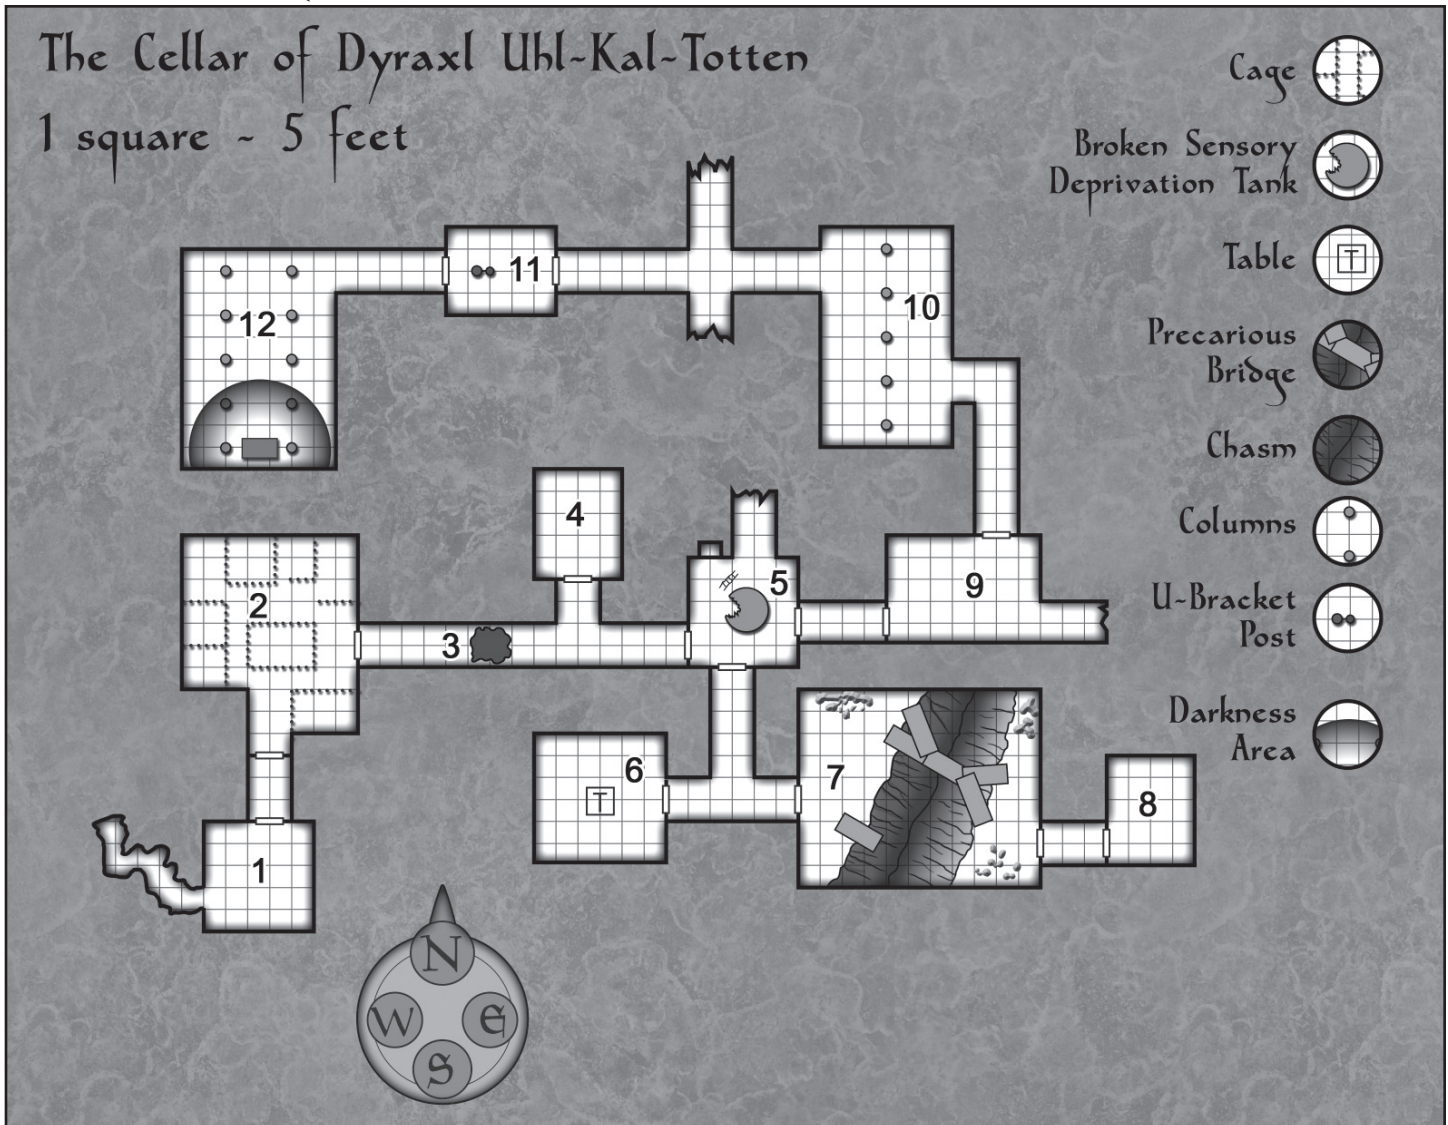 The Cellar of Dyraxl Uhl-Kal-Totten
1 square - 5 feet
Cage
Broken Sensory
Deprivation Tank
Table
T
Precarious
Bridge
Chasm
Columns
U-Bracket
Post
Darkness
Area
11
10
12
4
5
9
2
3
6
T
7
8
1
N
W
E
S